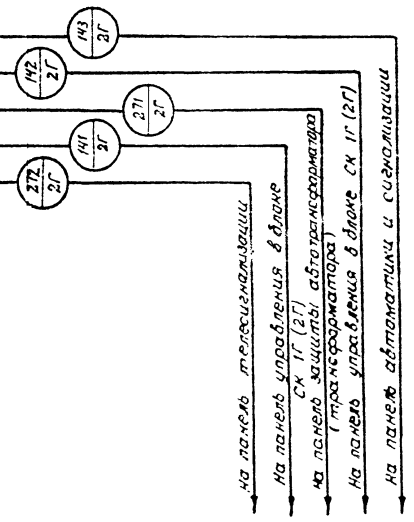 143
2Г
142
2Г
271
2Г
141
2Г
272
2Г
на панель телесигнализации
На панель управления в блоке
СК 1Г (2Г)
на панель защиты автотрансформатора
(трансформатора)
На панель управления в блоке СК 1Г (2Г)
На панель автоматики и сигнализации